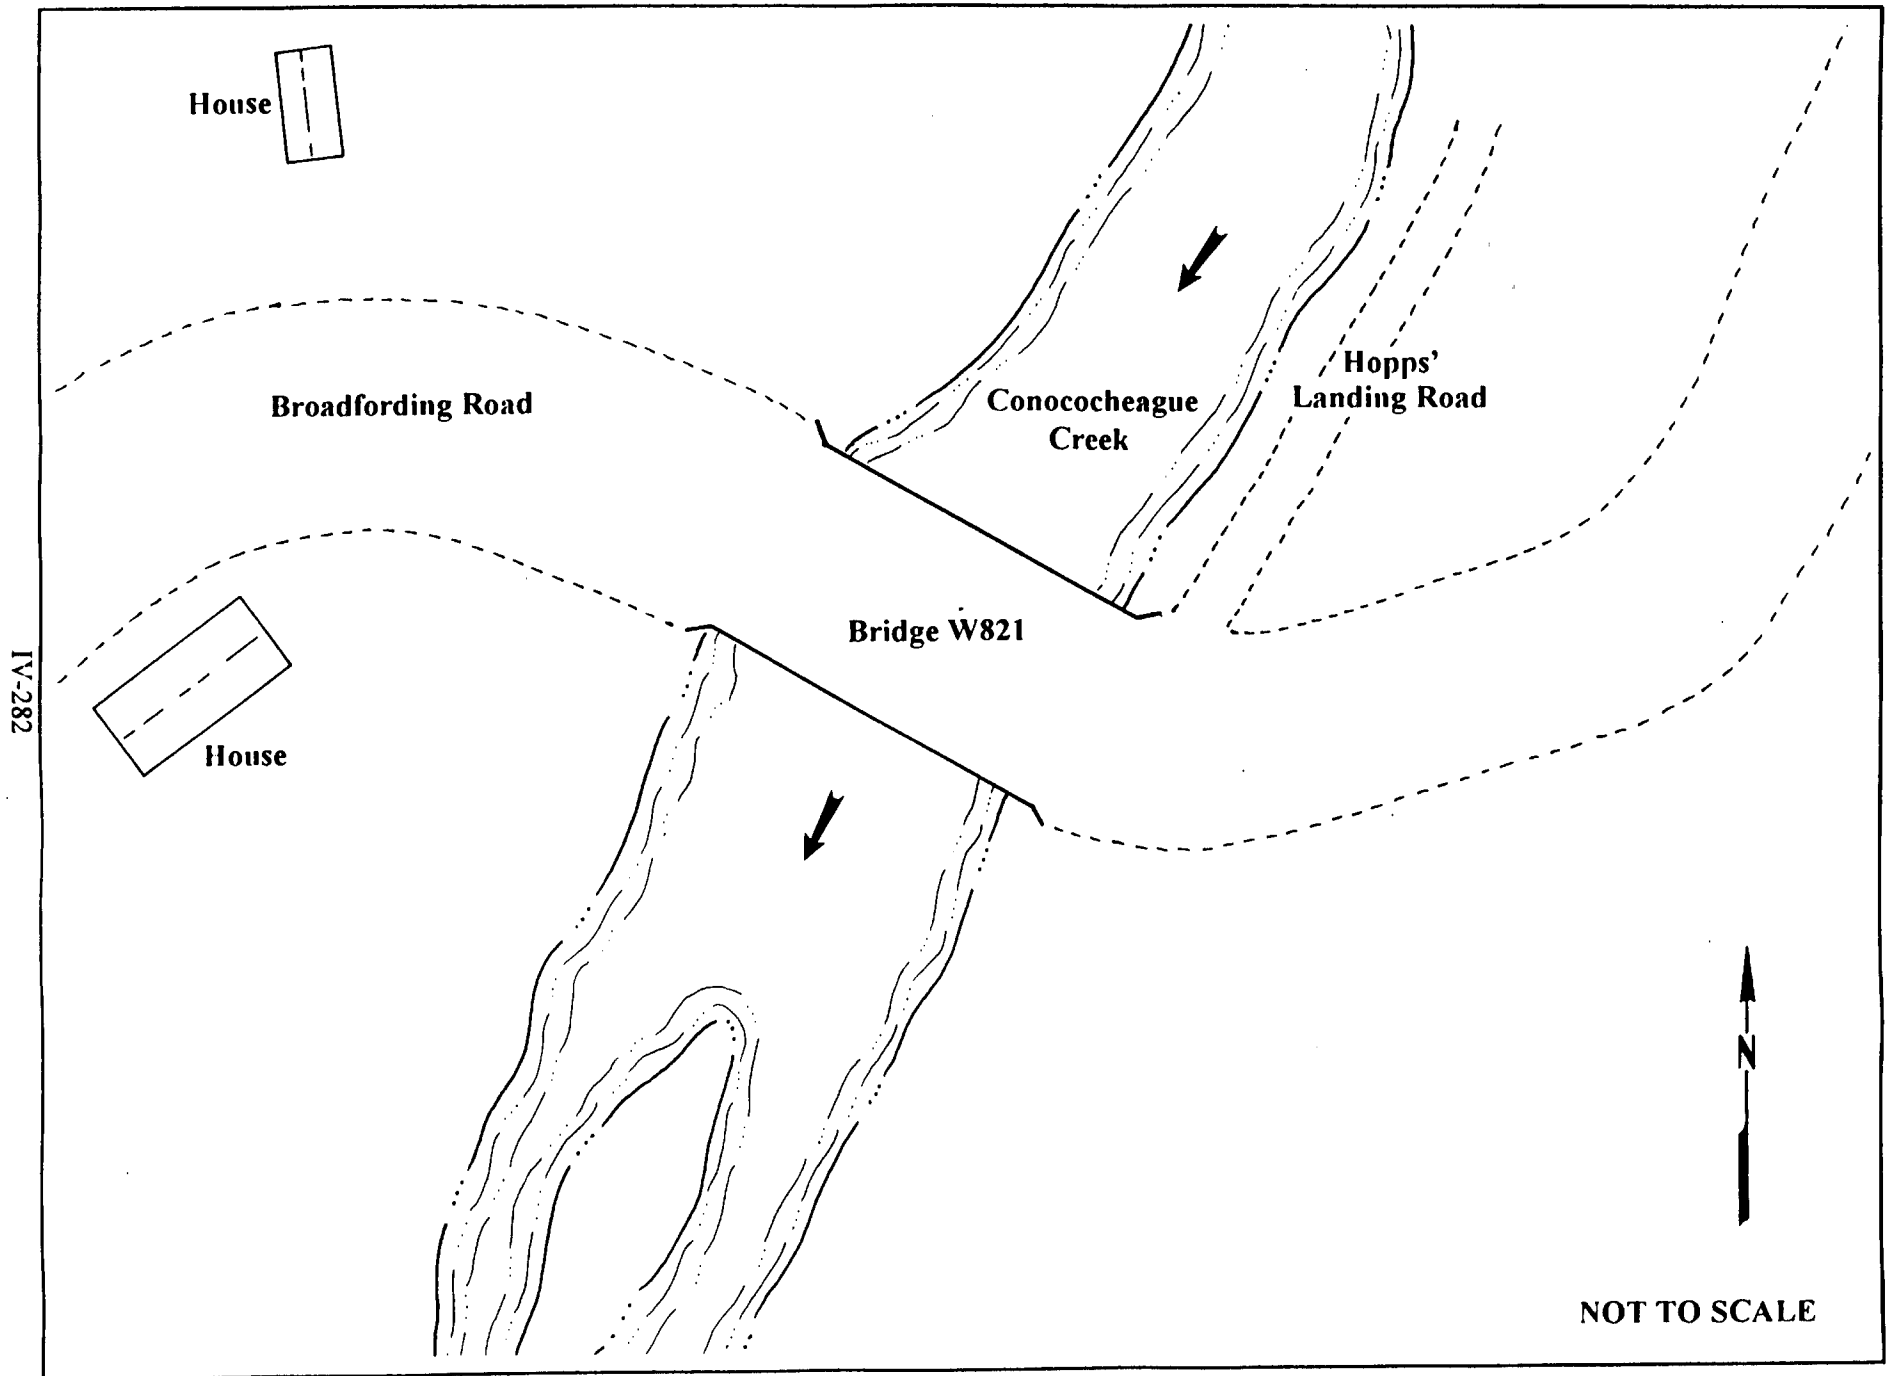 House
Broadfording Road
Conococheague
Creek
Hopps'
Landing Road
Bridge W821
House
IV-282
N
NOT TO SCALE